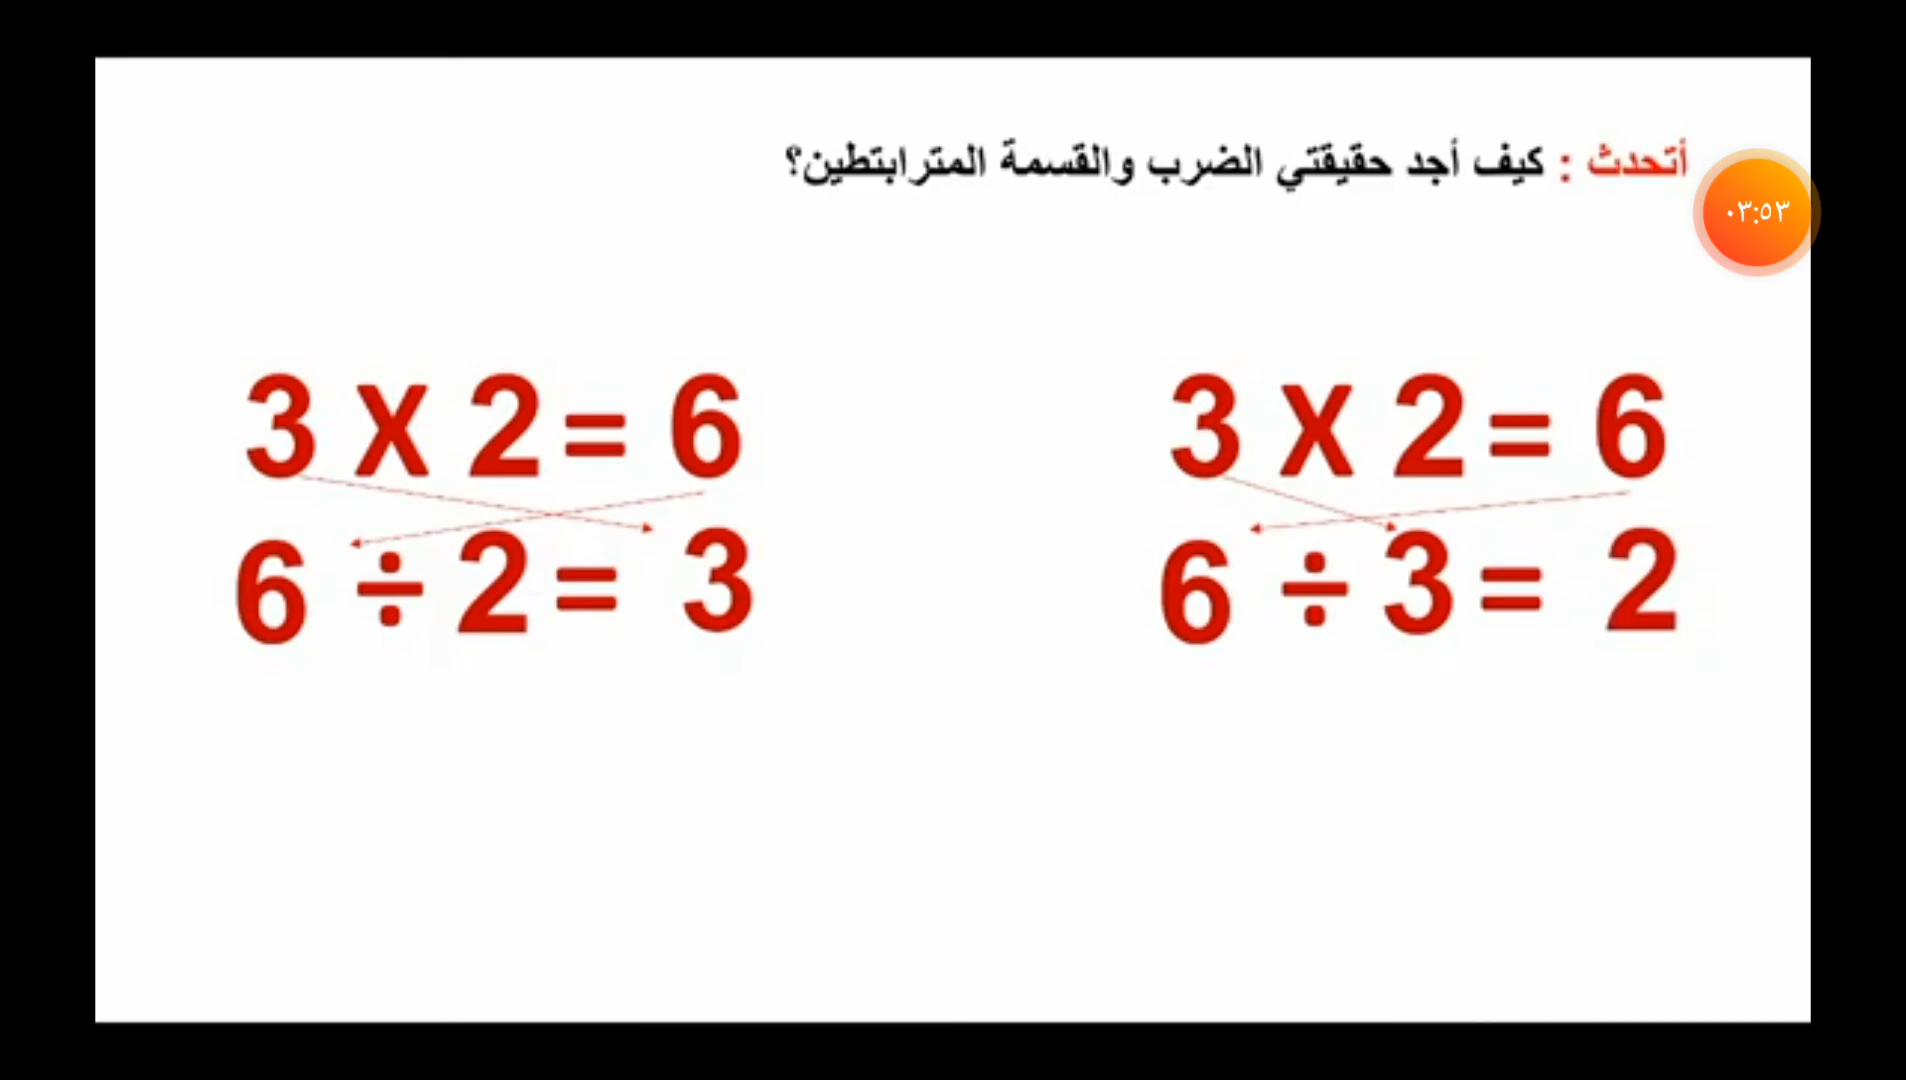 أتحدث : كيف أجد حقيقتي الضرب والقسمة المترابتطين؟
٠٣:٥٣
3 X 2 = 6
6 ÷ 3 = 2
3 X 2 = 6
6 ÷ 2 = 3